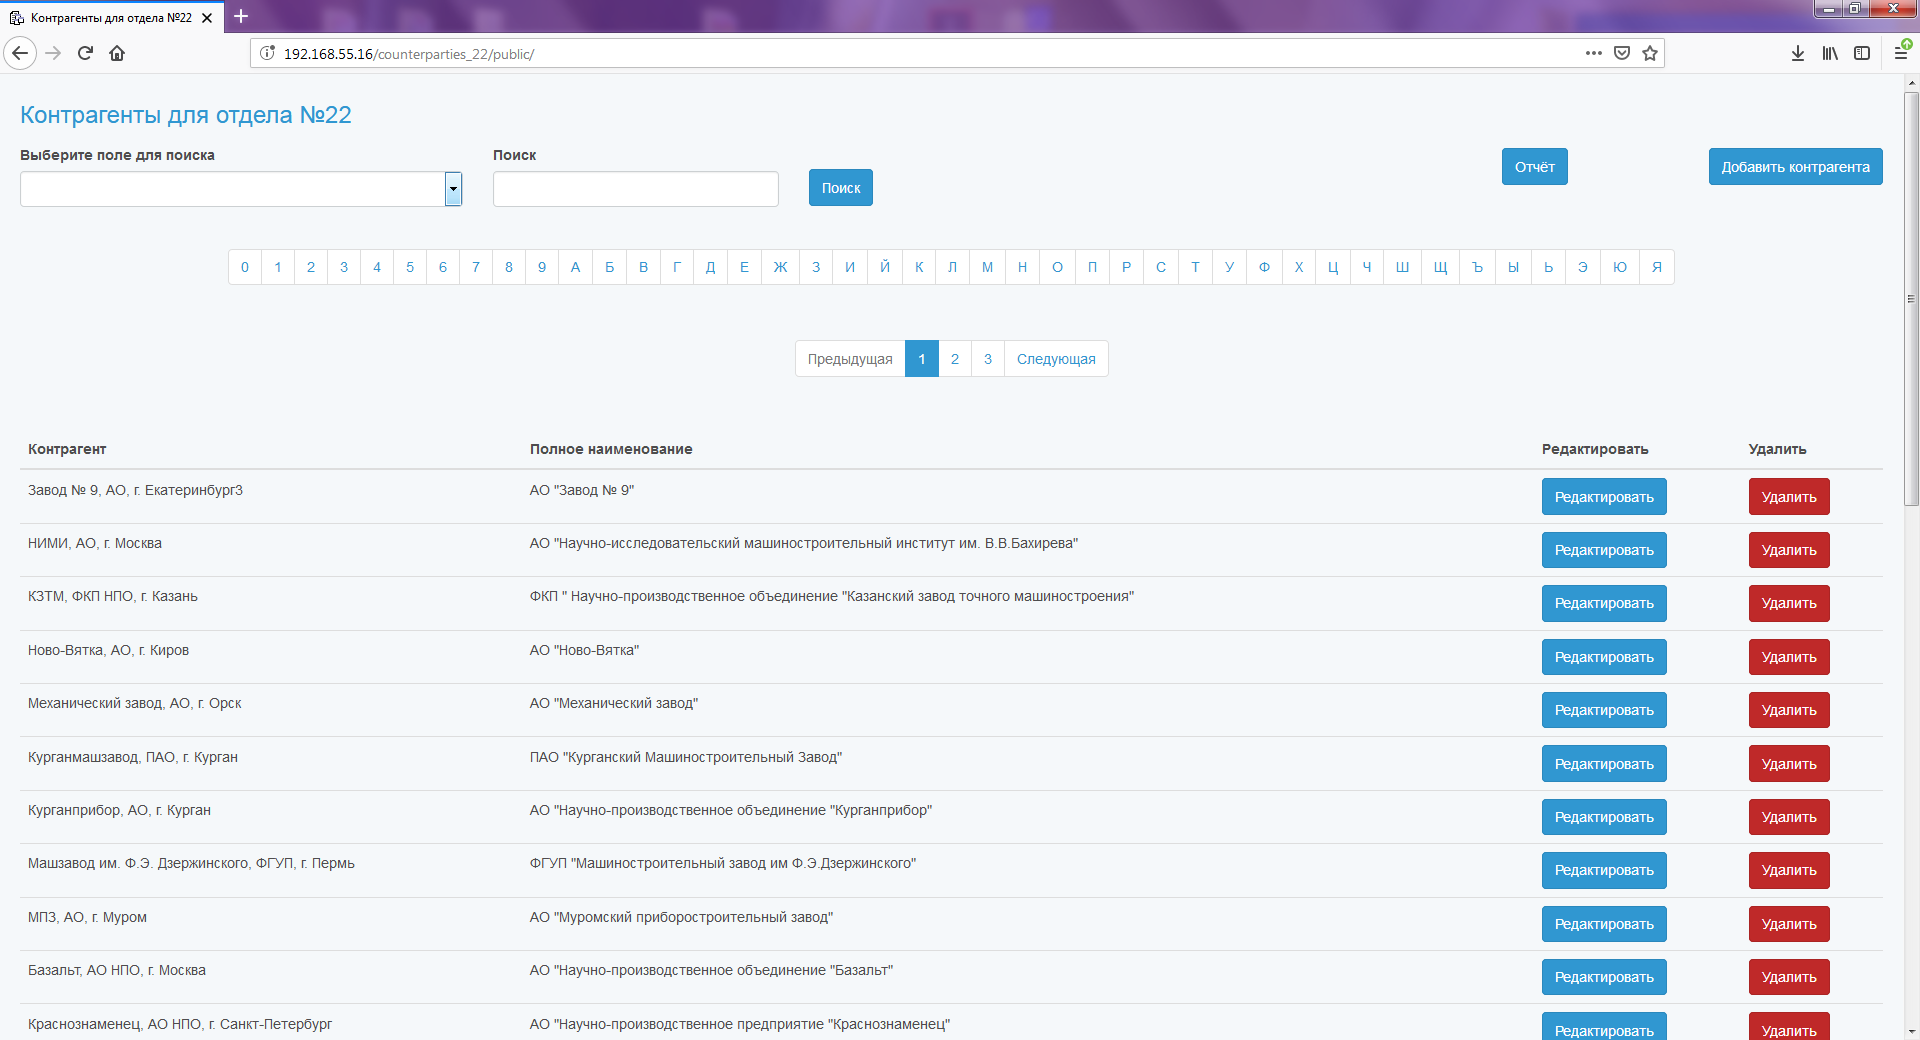 Контрагенты для отдела №22
192.168.55.16/counterparties_22/public/
Контрагенты для отдела №22
Выберите поле для поиска
Поиск
Поиск
Отчёт
Добавить контрагента
0 1 2 3 4 5 6 7 8 9 А Б В Г Д Е Ж З И Й К Л М Н О П Р С Т У Ф Х Ц Ч Ш Щ Ъ Ы Ь Э Ю Я
Предыдущая 1 2 3 Следующая
Контрагент Полное наименование Редактировать Удалить
Завод № 9, АО, г. Екатеринбург3 АО "Завод № 9" Редактировать Удалить
НИМИ, АО, г. Москва АО "Научно-исследовательский машиностроительный институт им. В.В.Бахирева" Редактировать Удалить
КЗТМ, ФКП НПО, г. Казань ФКП " Научно-производственное объединение "Казанский завод точного машиностроения" Редактировать Удалить
Ново-Вятка, АО, г. Киров АО "Ново-Вятка" Редактировать Удалить
Механический завод, АО, г. Орск АО "Механический завод" Редактировать Удалить
Курганмашзавод, ПАО, г. Курган ПАО "Курганский Машиностроительный Завод" Редактировать Удалить
Курганприбор, АО, г. Курган АО "Научно-производственное объединение "Курганприбор" Редактировать Удалить
Машзавод им. Ф.Э. Дзержинского, ФГУП, г. Пермь ФГУП "Машиностроительный завод им Ф.Э.Дзержинского" Редактировать Удалить
МПЗ, АО, г. Муром АО "Муромский приборостроительный завод" Редактировать Удалить
Базальт, АО НПО, г. Москва АО "Научно-производственное объединение "Базальт" Редактировать Удалить
Краснознаменец, АО НПО, г. Санкт-Петербург АО "Научно-производственное предприятие "Краснознаменец" Редактировать Удалить